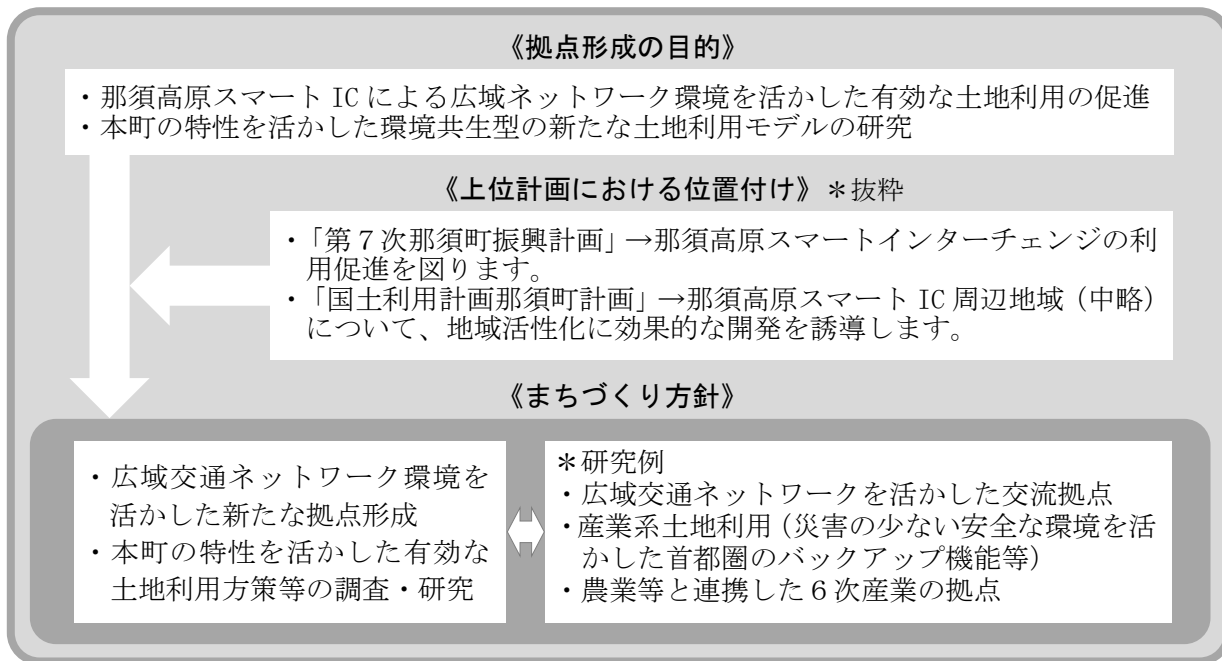 《拠点形成の目的》
・那須高原スマート IC による広域ネットワーク環境を活かした有効な土地利用の促進
・本町の特性を活かした環境共生型の新たな土地利用モデルの研究
《上位計画における位置付け》＊抜粋
・「第７次那須町振興計画」→那須高原スマートインターチェンジの利
用促進を図ります。
・「国土利用計画那須町計画」→那須高原スマート IC 周辺地域（中略）
について、地域活性化に効果的な開発を誘導します。
《まちづくり方針》
・広域交通ネットワーク環境を
活かした新たな拠点形成
・本町の特性を活かした有効な
土地利用方策等の調査・研究
＊研究例
・広域交通ネットワークを活かした交流拠点
・産業系土地利用（災害の少ない安全な環境を活
かした首都圏のバックアップ機能等）
・農業等と連携した６次産業の拠点